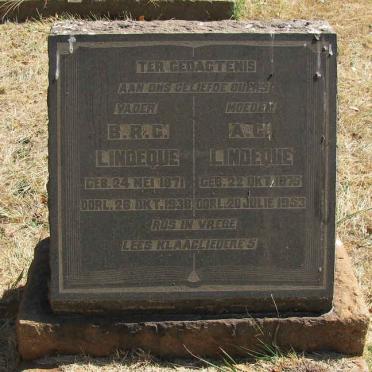 TER GEDAGTENIS
AAN ONS GELIEFDE OUERS
VADER MOEDER
B.R.C. A.C.
LINDEQUE LINDEQUE
GEB. 24 MEI 1871 GEB. 22 OKT. 1875
OORL. 26 OKT. 1938 OORL. 20 JULIE 1953
RUS IN VREDE
LEES KLAAGLIEDERE 5